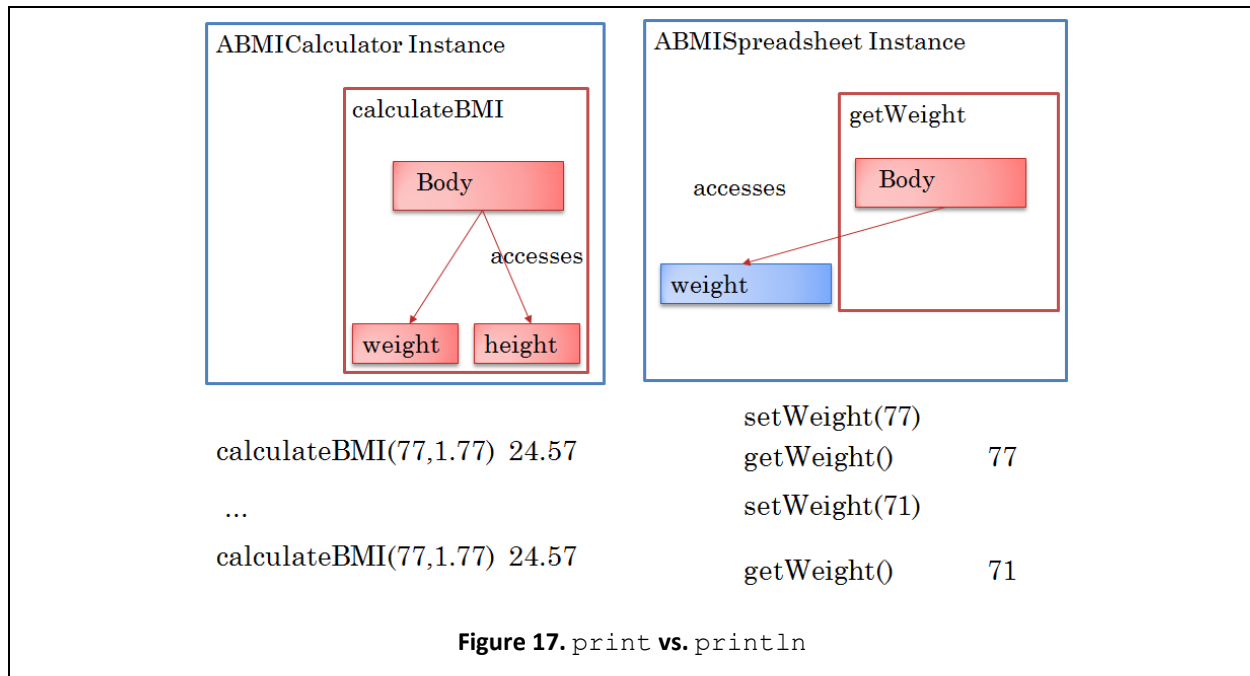 ABMICalculator Instance
calculateBMI
Body
accesses
weight
height
calculateBMI(77,1.77) 24.57
...
calculateBMI(77,1.77) 24.57
ABMISpreadsheet Instance
getWeight
Body
accesses
weight
setWeight(77)
getWeight() 77
setWeight(71)
getWeight() 71
Figure 17. print vs. println